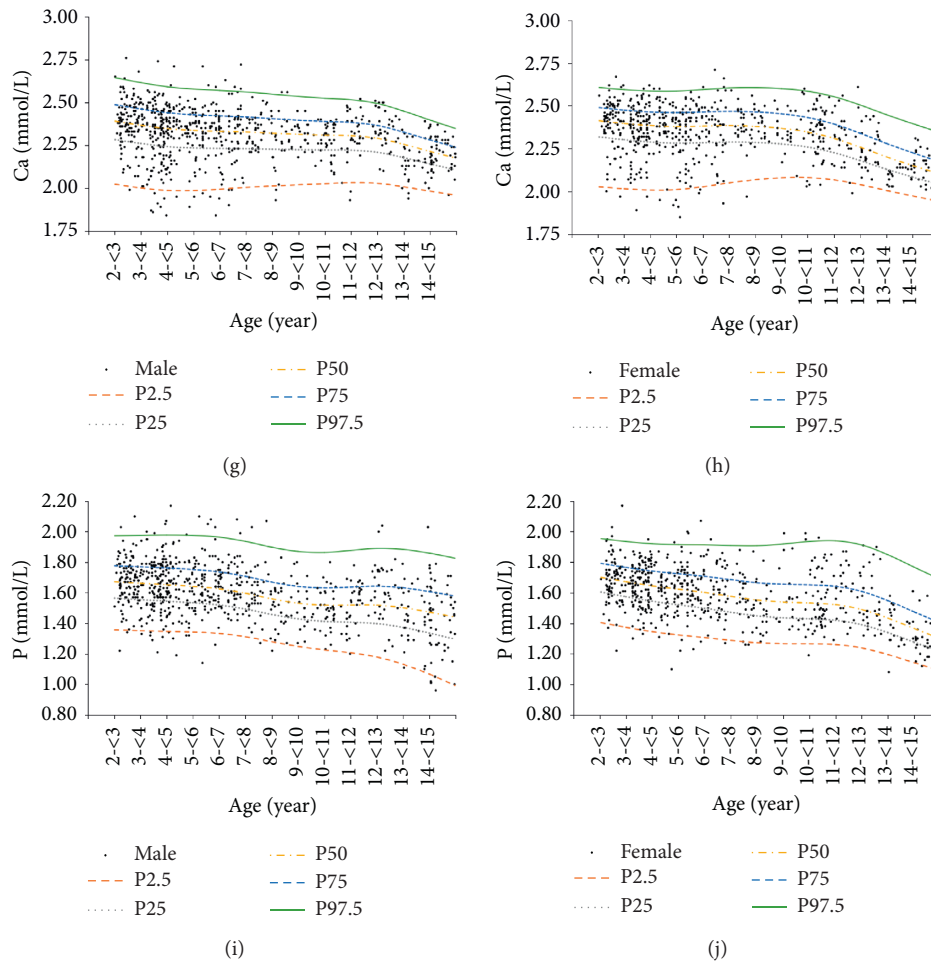 3.00
2.75
2.50
2.25
2.00
1.75
Ca (mmol/L)
2-<3
3-<4
4-<5
5-<6
6-<7
7-<8
8-<9
9-<10
10-<11
11-<12
12-<13
13-<14
14-<15
Age (year)
Male
P2.5
P25
P50
P75
P97.5
(g)
3.00
2.75
2.50
2.25
2.00
1.75
Ca (mmol/L)
2-<3
3-<4
4-<5
5-<6
6-<7
7-<8
8-<9
9-<10
10-<11
11-<12
12-<13
13-<14
14-<15
Age (year)
Female
P2.5
P25
P50
P75
P97.5
(h)
2.20
2.00
1.80
1.60
1.40
1.20
1.00
0.80
P (mmol/L)
2-<3
3-<4
4-<5
5-<6
6-<7
7-<8
8-<9
9-<10
10-<11
11-<12
12-<13
13-<14
14-<15
Age (year)
Male
P2.5
P25
P50
P75
P97.5
(i)
2.20
2.00
1.80
1.60
1.40
1.20
1.00
0.80
P (mmol/L)
2-<3
3-<4
4-<5
5-<6
6-<7
7-<8
8-<9
9-<10
10-<11
11-<12
12-<13
13-<14
14-<15
Age (year)
Female
P2.5
P25
P50
P75
P97.5
(j)